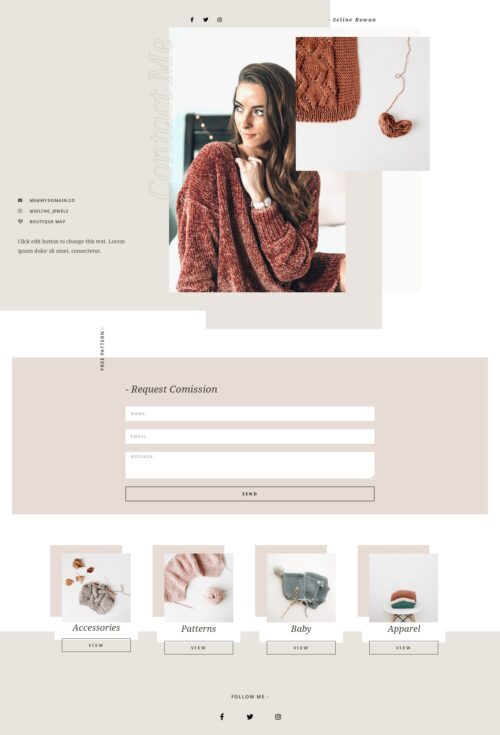 - Seline Rowan
Contact Me
ME@MYDOMAIN.CO
@SELINE_JEWELZ
BOUTIQUE MAP
Click edit button to change this text. Lorem
ipsum dolor sit amet, consectetur.
FREE PATTERN -
- Request Comission
NAME
EMAIL
MESSAGE
SEND
Accessories
VIEW
Patterns
VIEW
Baby
VIEW
Apparel
VIEW
FOLLOW ME -